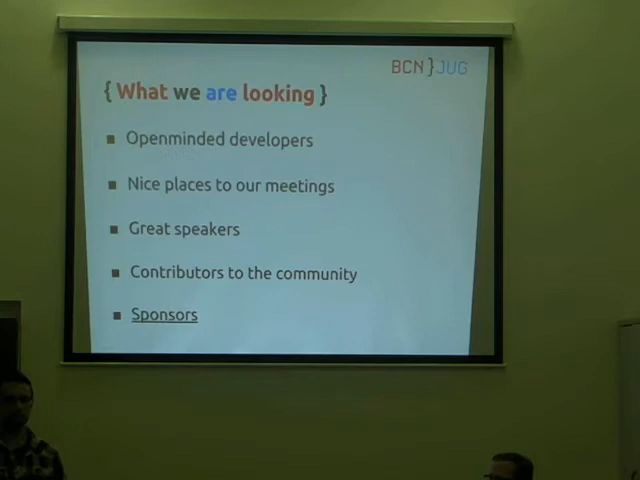 BCN}JUG
{ What we are looking }
Openminded developers
Nice places to our meetings
Great speakers
Contributors to the community
Sponsors